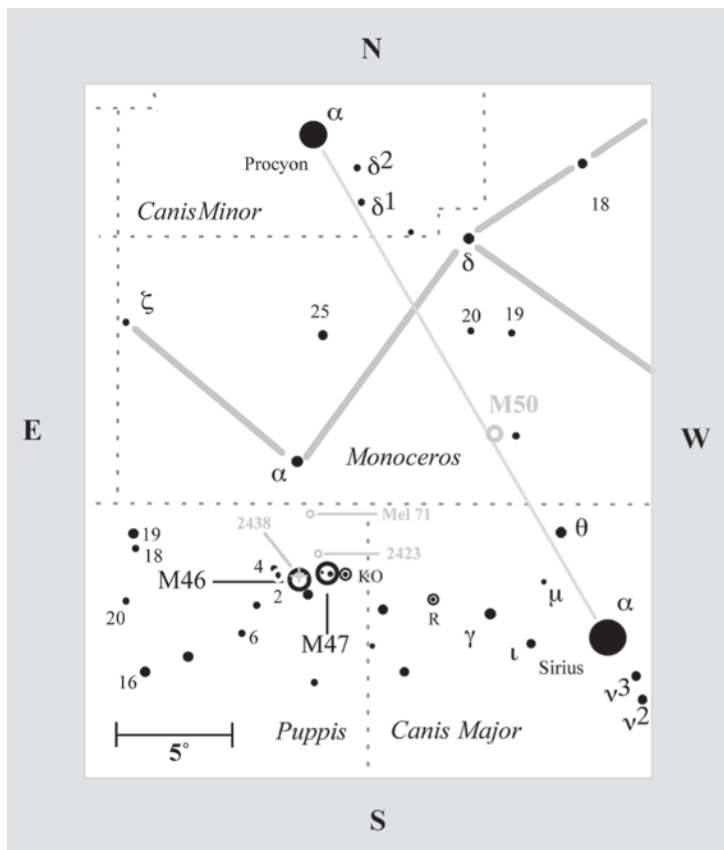 N
α
Procyon
δ2
δ1
Canis Minor
18
δ
ζ
25
20
19
M50
E
W
α
Monoceros
2438
Mel 71
19
θ
18
2423
4
M46
KO
2
μ
α
20
R
γ
6
M47
ι
Sirius
16
ν3
ν2
Puppis
Canis Major
5°
S